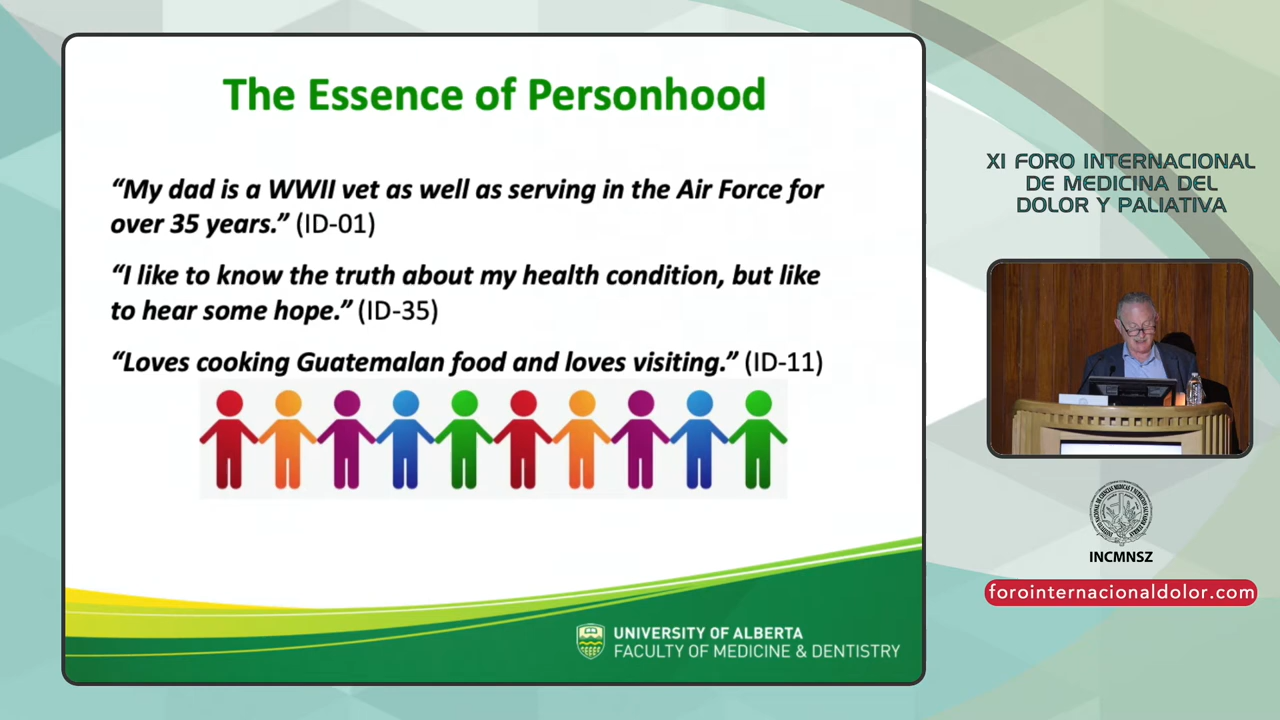 The Essence of Personhood
“My dad is a WWII vet as well as serving in the Air Force for
over 35 years.” (ID-01)
“I like to know the truth about my health condition, but like
to hear some hope.” (ID-35)
“Loves cooking Guatemalan food and loves visiting.” (ID-11)
UNIVERSITY OF ALBERTA
FACULTY OF MEDICINE & DENTISTRY
XI FORO INTERNACIONAL
DE MEDICINA DEL
DOLOR Y PALIATIVA
INCMNSZ
forointernacionaldolor.com